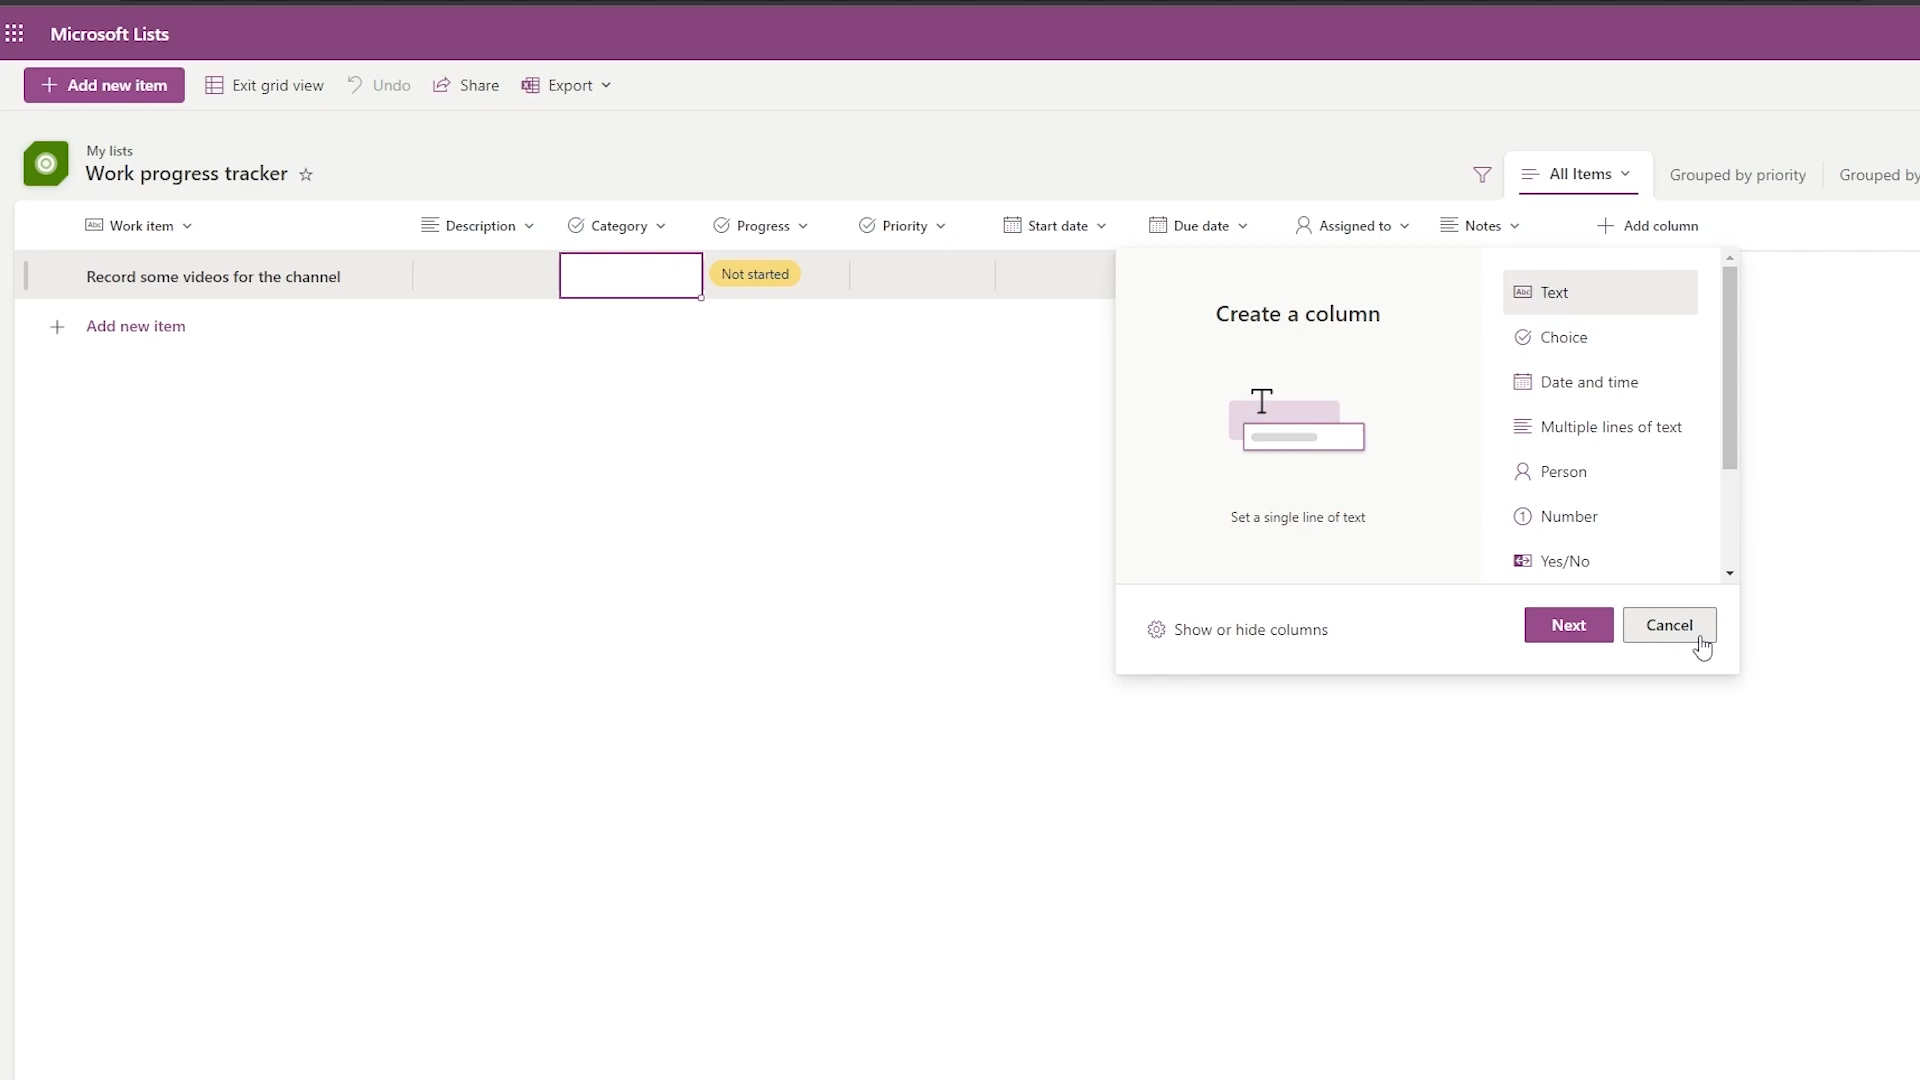 Microsoft Lists
Add new item
Exit grid view
Undo
Share
Export
My lists
Work progress tracker
All Items
Grouped by priority
Grouped by
Abc Work item
Description
Category
Progress
Priority
Start date
Due date
Assigned to
Notes
Add column
Record some videos for the channel
Not started
Add new item
Create a column
T
Set a single line of text
Abc Text
Choice
Date and time
Multiple lines of text
Person
1 Number
Yes/No
Show or hide columns
Next
Cancel